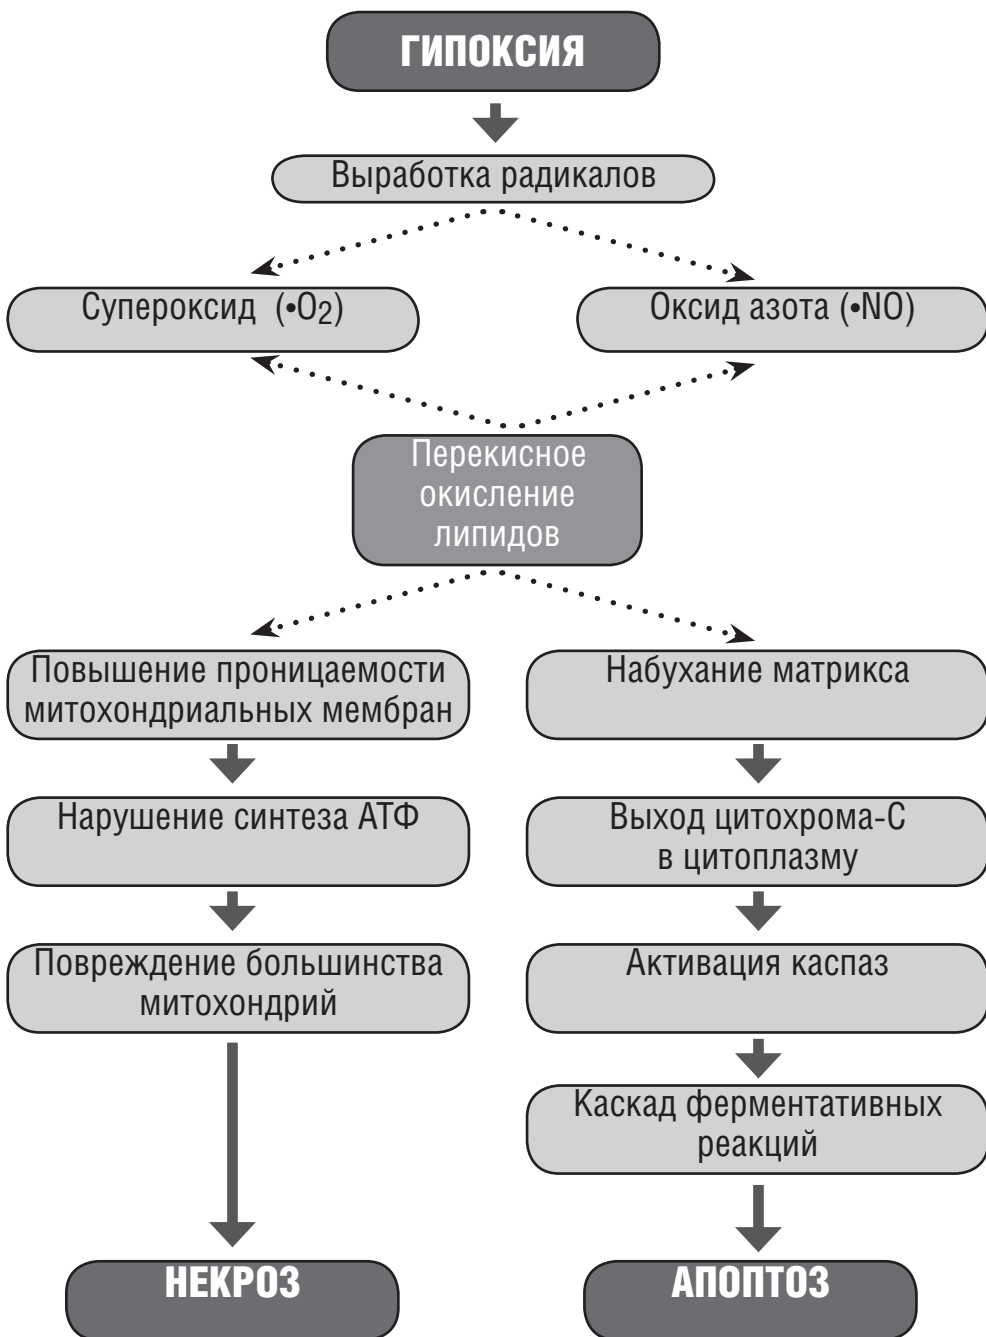 ГИПОКСИЯ
Выработка радикалов
Супероксид (•O2)
Оксид азота (•NO)
Перекисное
окисление
липидов
Повышение проницаемости
митохондриальных мембран
Набухание матрикса
Нарушение синтеза АТФ
Выход цитохрома-С
в цитоплазму
Повреждение большинства
митохондрий
Активация каспаз
Каскад ферментативных
реакций
НЕКРОЗ
АПОПТОЗ